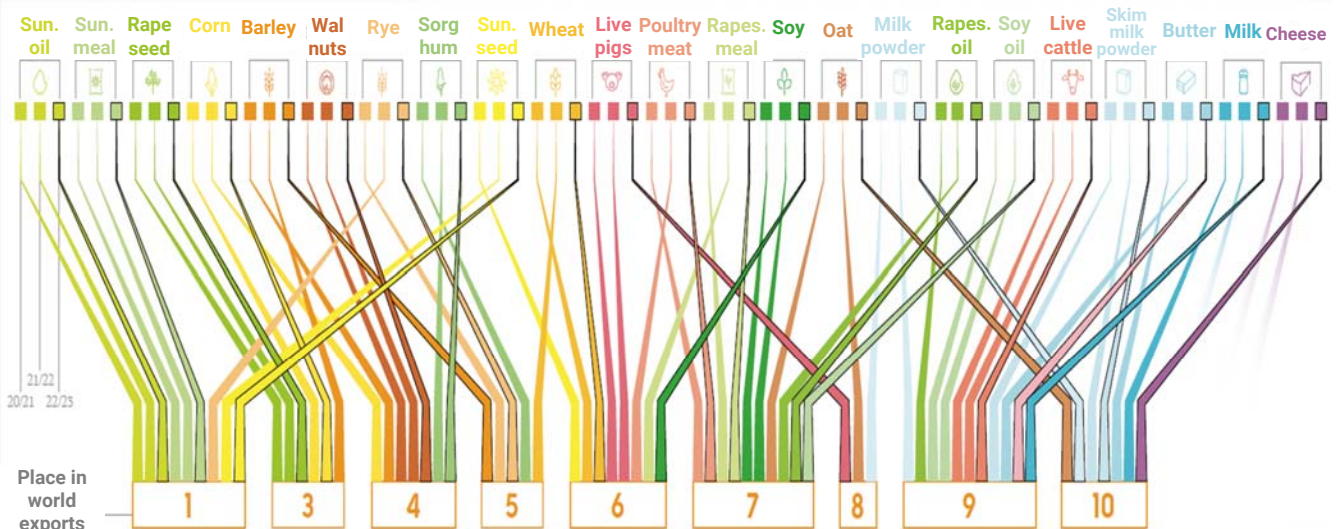 Sun. oil
Sun. meal
Rape seed
Corn
Barley
Wal nuts
Rye
Sorg hum
Sun. seed
Wheat
Live pigs
Poultry meat
Rapes. meal
Soy
Oat
Milk powder
Rapes. oil
Soy oil
Live cattle
Skim milk powder
Butter
Milk
Cheese
21/22
20/21 22/23
Place in
world
exports
1 3 4 5 6 7 8 9 10